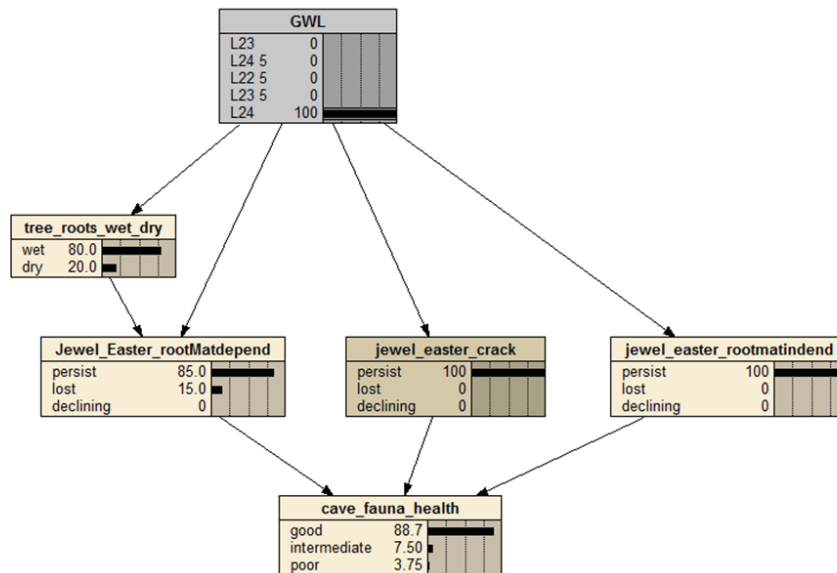 GWL
L23 0
L24 5 0
L22 5 0
L23 5 0
L24 100
tree_roots_wet_dry
wet 80.0
dry 20.0
Jewel_Easter_rootMatdepend
persist 85.0
lost 15.0
declining 0
jewel_easter_crack
persist 100
lost 0
declining 0
jewel_easter_rootmatindend
persist 100
lost 0
declining 0
cave_fauna_health
good 88.7
intermediate 7.50
poor 3.75